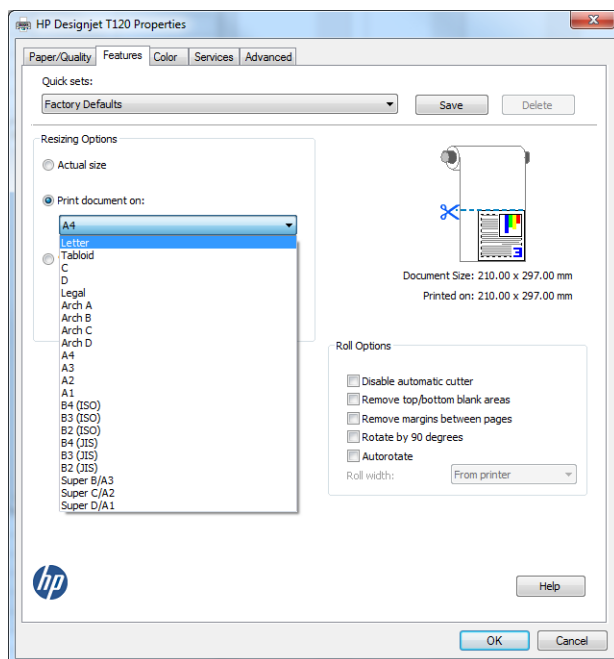 HP Designjet T120 Properties
Paper/Quality Features Color Services Advanced
Quick sets:
Factory Defaults Save Delete
Resizing Options
Actual size
Print document on:
A4
Letter
Tabloid
C
D
Legal
Arch A
Arch B
Arch C
Arch D
A4
A3
A2
A1
B4 (ISO)
B3 (ISO)
B2 (ISO)
B4 (JIS)
B3 (JIS)
B2 (JIS)
Super B/A3
Super C/A2
Super D/A1
3
Document Size: 210.00 x 297.00 mm
Printed on: 210.00 x 297.00 mm
Roll Options
Disable automatic cutter
Remove top/bottom blank areas
Remove margins between pages
Rotate by 90 degrees
Autorotate
Roll width: From printer
hp
Help
OK Cancel